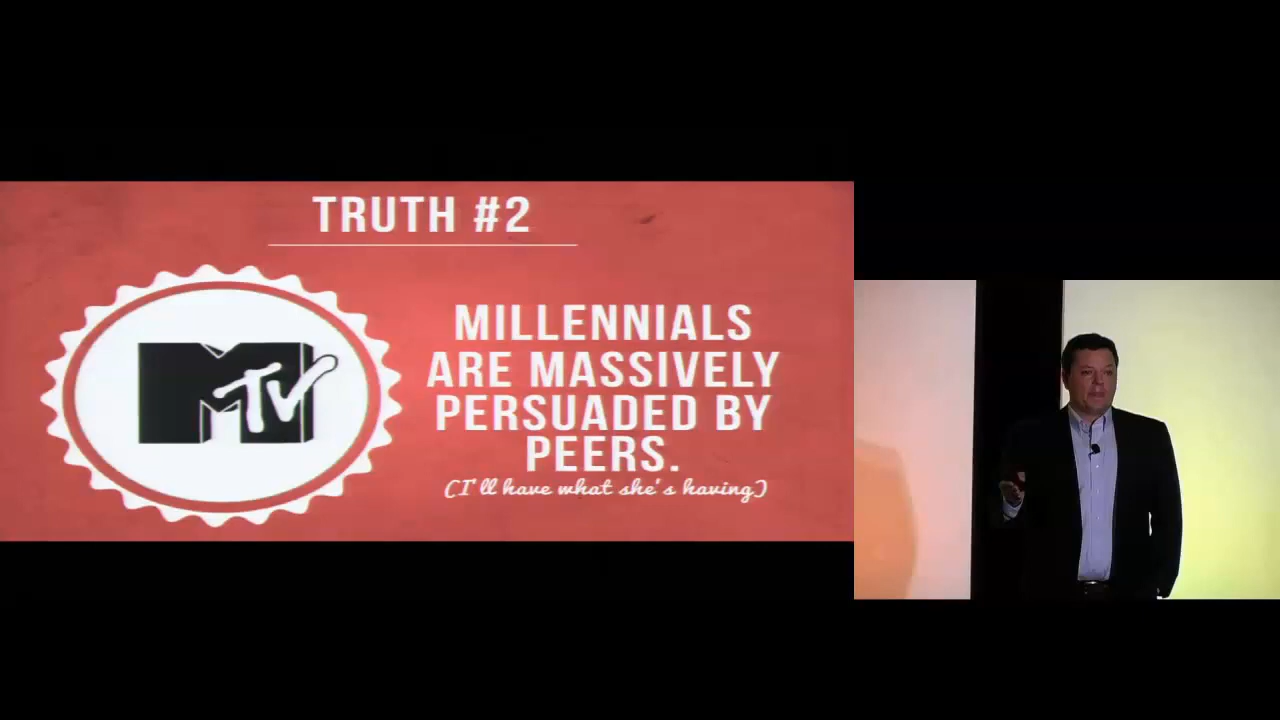 TRUTH #2
MTV
MILLENNIALS
ARE MASSIVELY
PERSUADED BY
PEERS.
(I'll have what she's having)